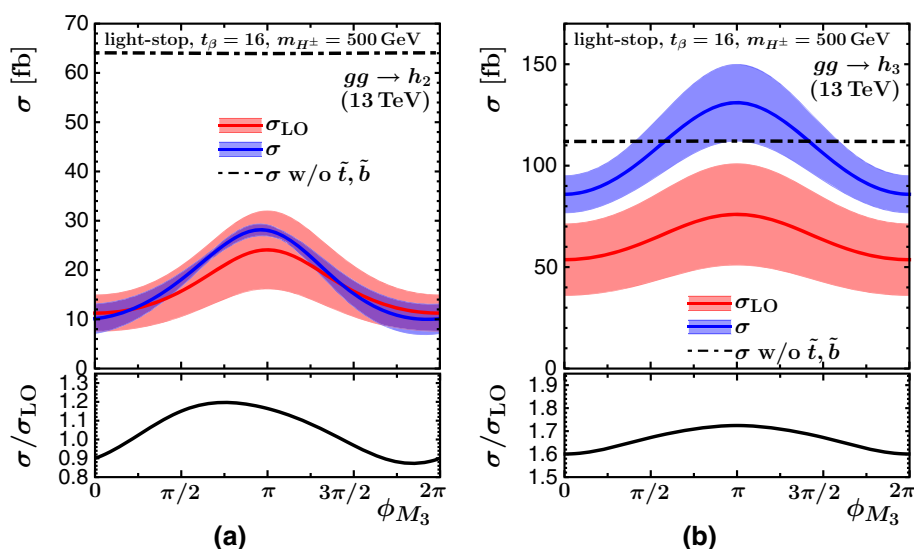 70
60
50
40
30
20
10
0
σ [fb]
light-stop, t_β = 16, m_{H^±} = 500 GeV
gg → h_2
(13 TeV)
σ_LO
σ
σ w/o t̃, b̃
1.3
1.2
1.1
1.0
0.9
0.8
σ/σ_LO
0 π/2 π 3π/2 2π
ϕ_{M_3}
(a)
150
100
50
0
σ [fb]
light-stop, t_β = 16, m_{H^±} = 500 GeV
gg → h_3
(13 TeV)
σ_LO
σ
σ w/o t̃, b̃
1.9
1.8
1.7
1.6
1.5
σ/σ_LO
0 π/2 π 3π/2 2π
ϕ_{M_3}
(b)